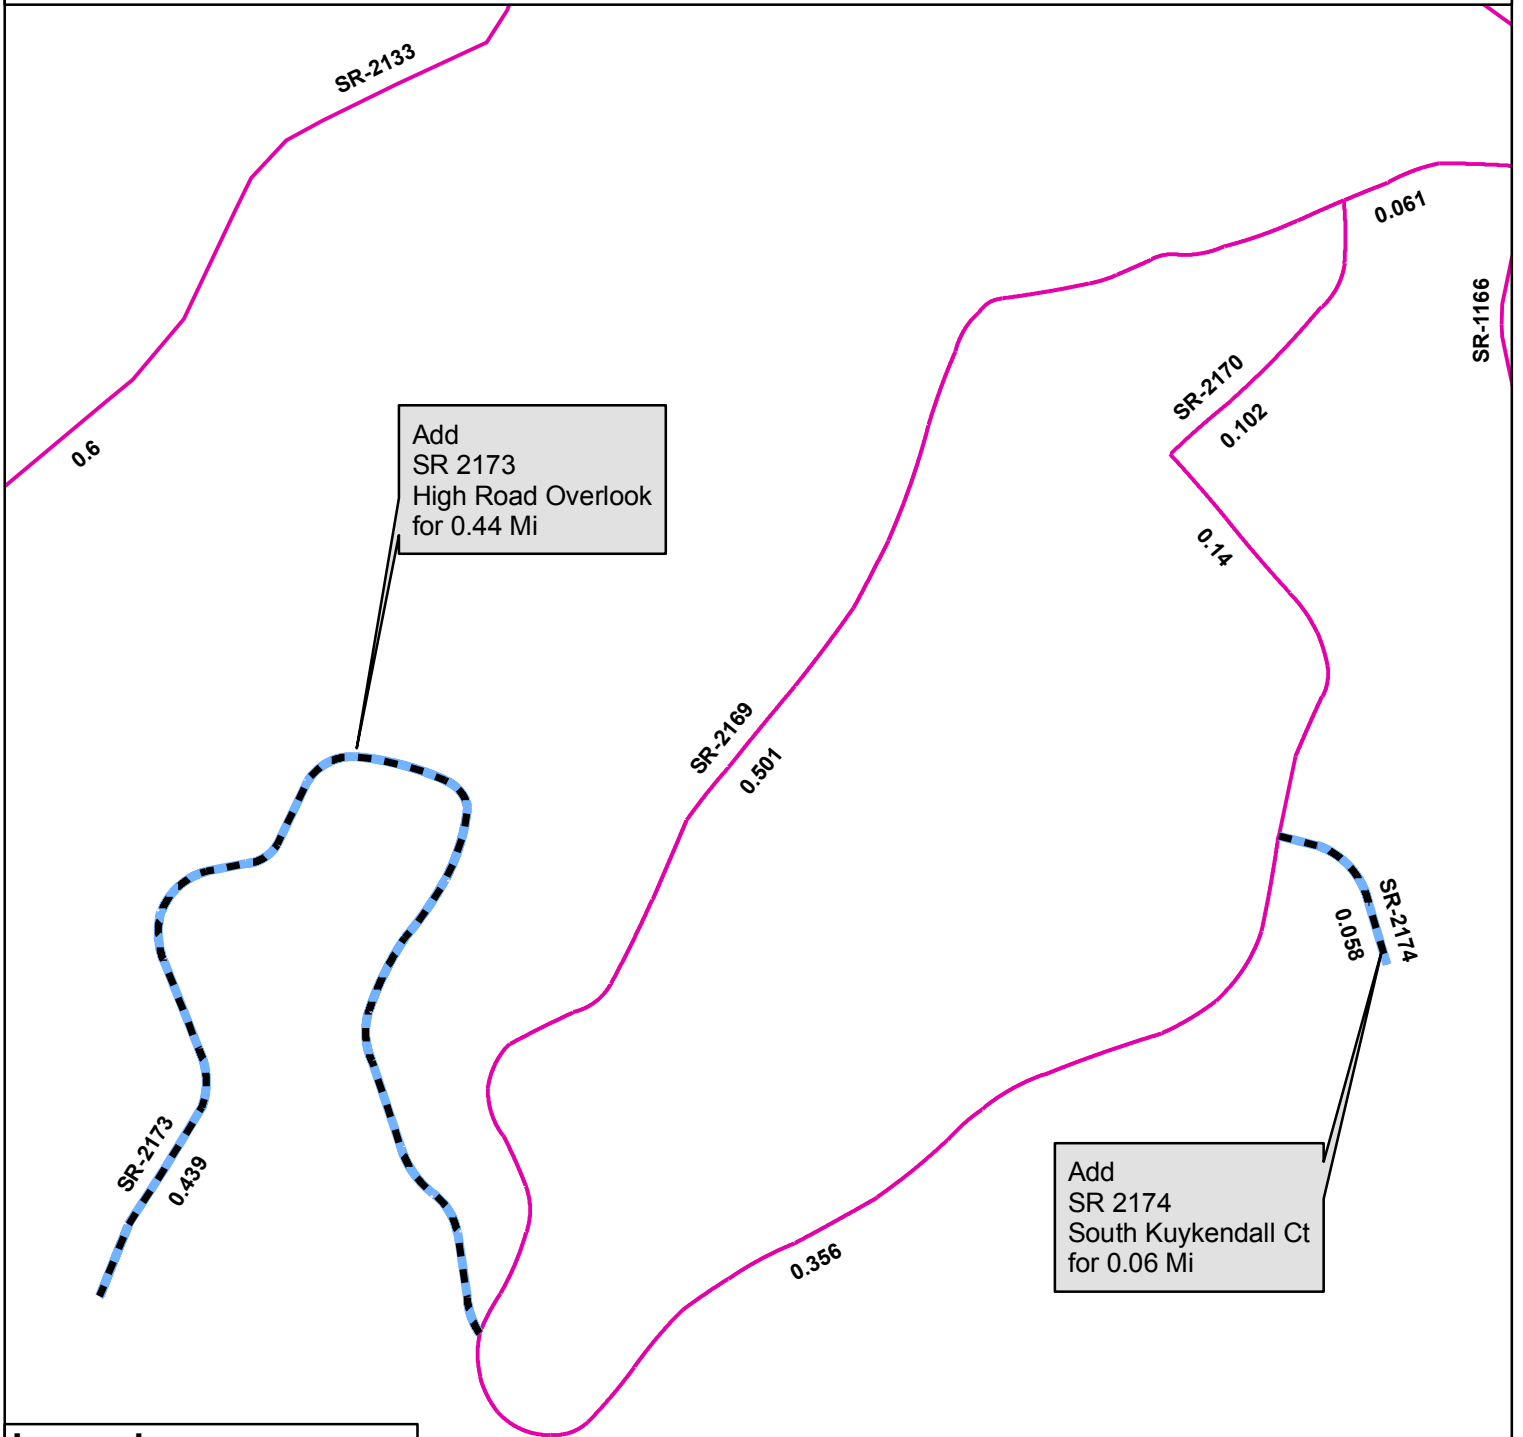 SR-2133
0.061
SR-1166
SR-2170
0.102
0.6
Add
SR 2173
High Road Overlook
for 0.44 Mi
0.14
SR-2169
0.501
SR-2174
0.058
SR-2173
0.439
Add
SR 2174
South Kuykendall Ct
for 0.06 Mi
0.356